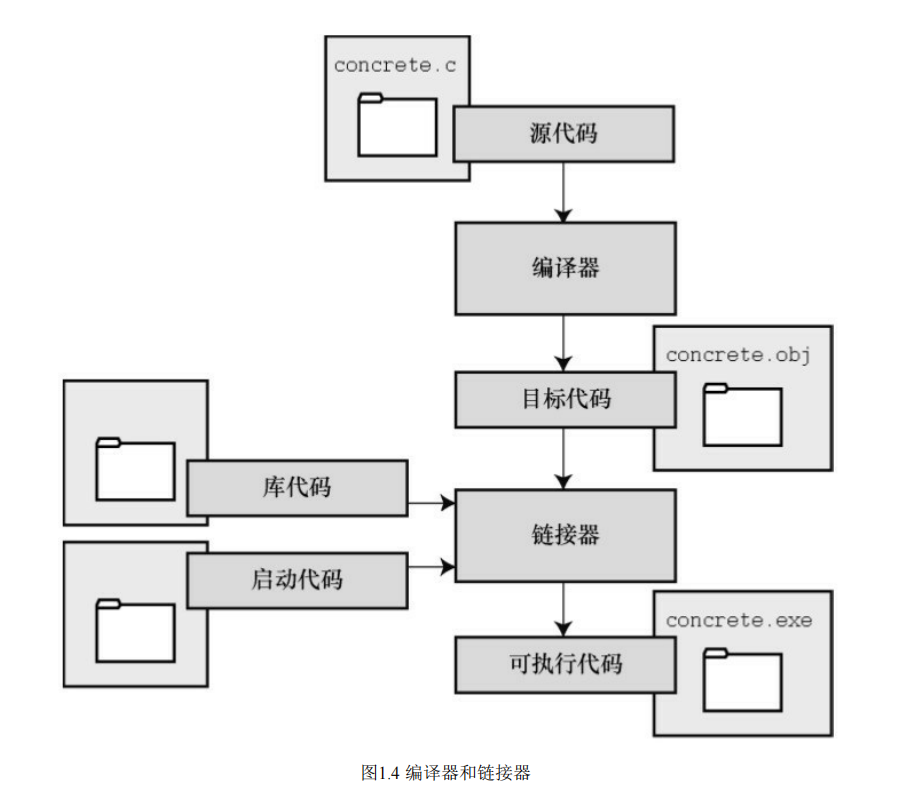 concrete.c
源代码
编译器
concrete.obj
目标代码
库代码
链接器
启动代码
concrete.exe
可执行代码
图1.4 编译器和链接器